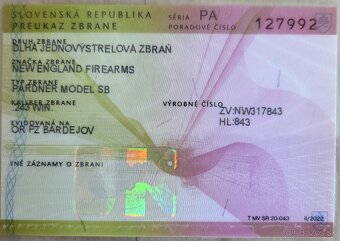 SLOVENSKÁ REPUBLIKA
PREUKAZ ZBRANE
SÉRIA PA
PORADOVÉ ČÍSLO 127992
DRUH ZBRANE
DLHÁ JEDNOVÝSTRELOVÁ ZBRAŇ
ZNAČKA ZBRANE
NEW ENGLAND FIREARMS
TYP ZBRANE
PARDNER MODEL SB
KALIBER ZBRANE VÝROBNÉ ČÍSLO
.243 WIN. ZV:NW317843
HL:843
EVIDOVANÁ NA
OR PZ BARDEJOV
INÉ ZÁZNAMY O ZBRANI
T MV SR 20-043 II/2022